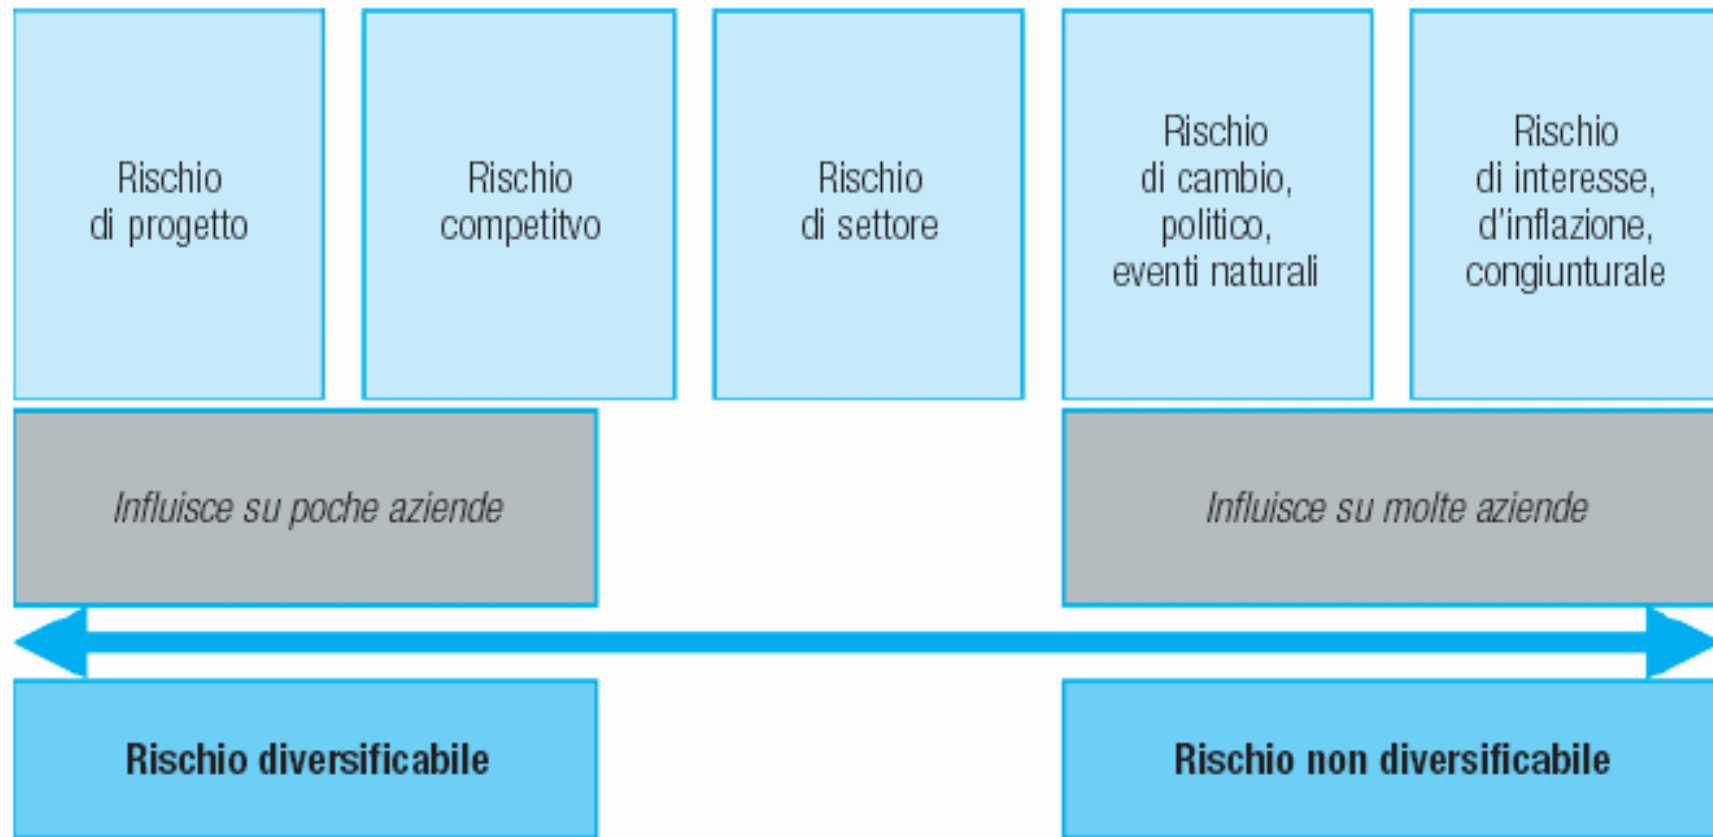 Rischio
di progetto
Rischio
competitvo
Rischio
di settore
Rischio
di cambio,
politico,
eventi naturali
Rischio
di interesse,
d'inflazione,
congiunturale
Influisce su poche aziende
Influisce su molte aziende
Rischio diversificabile
Rischio non diversificabile